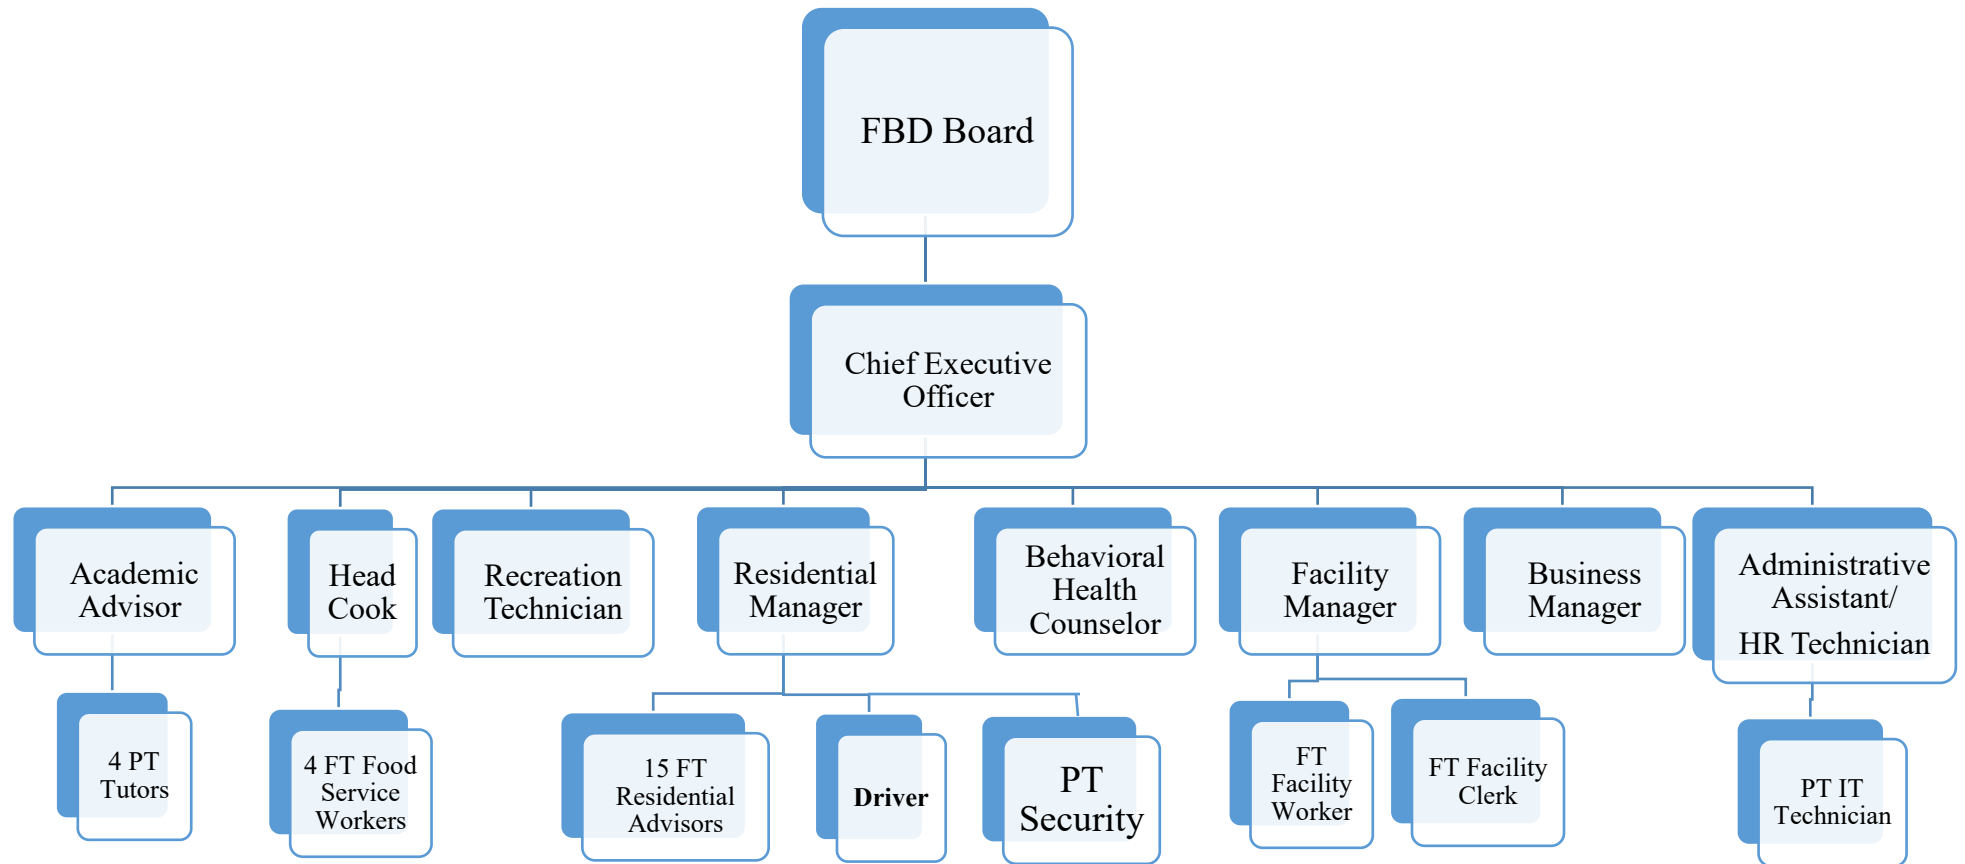 FBD Board
Chief Executive
Officer
Academic
Advisor
Head
Cook
Recreation
Technician
Residential
Manager
Behavioral
Health
Counselor
Facility
Manager
Business
Manager
Administrative
Assistant/
HR Technician
4 PT
Tutors
4 FT Food
Service
Workers
15 FT
Residential
Advisors
Driver
PT
Security
FT
Facility
Worker
FT Facility
Clerk
PT IT
Technician